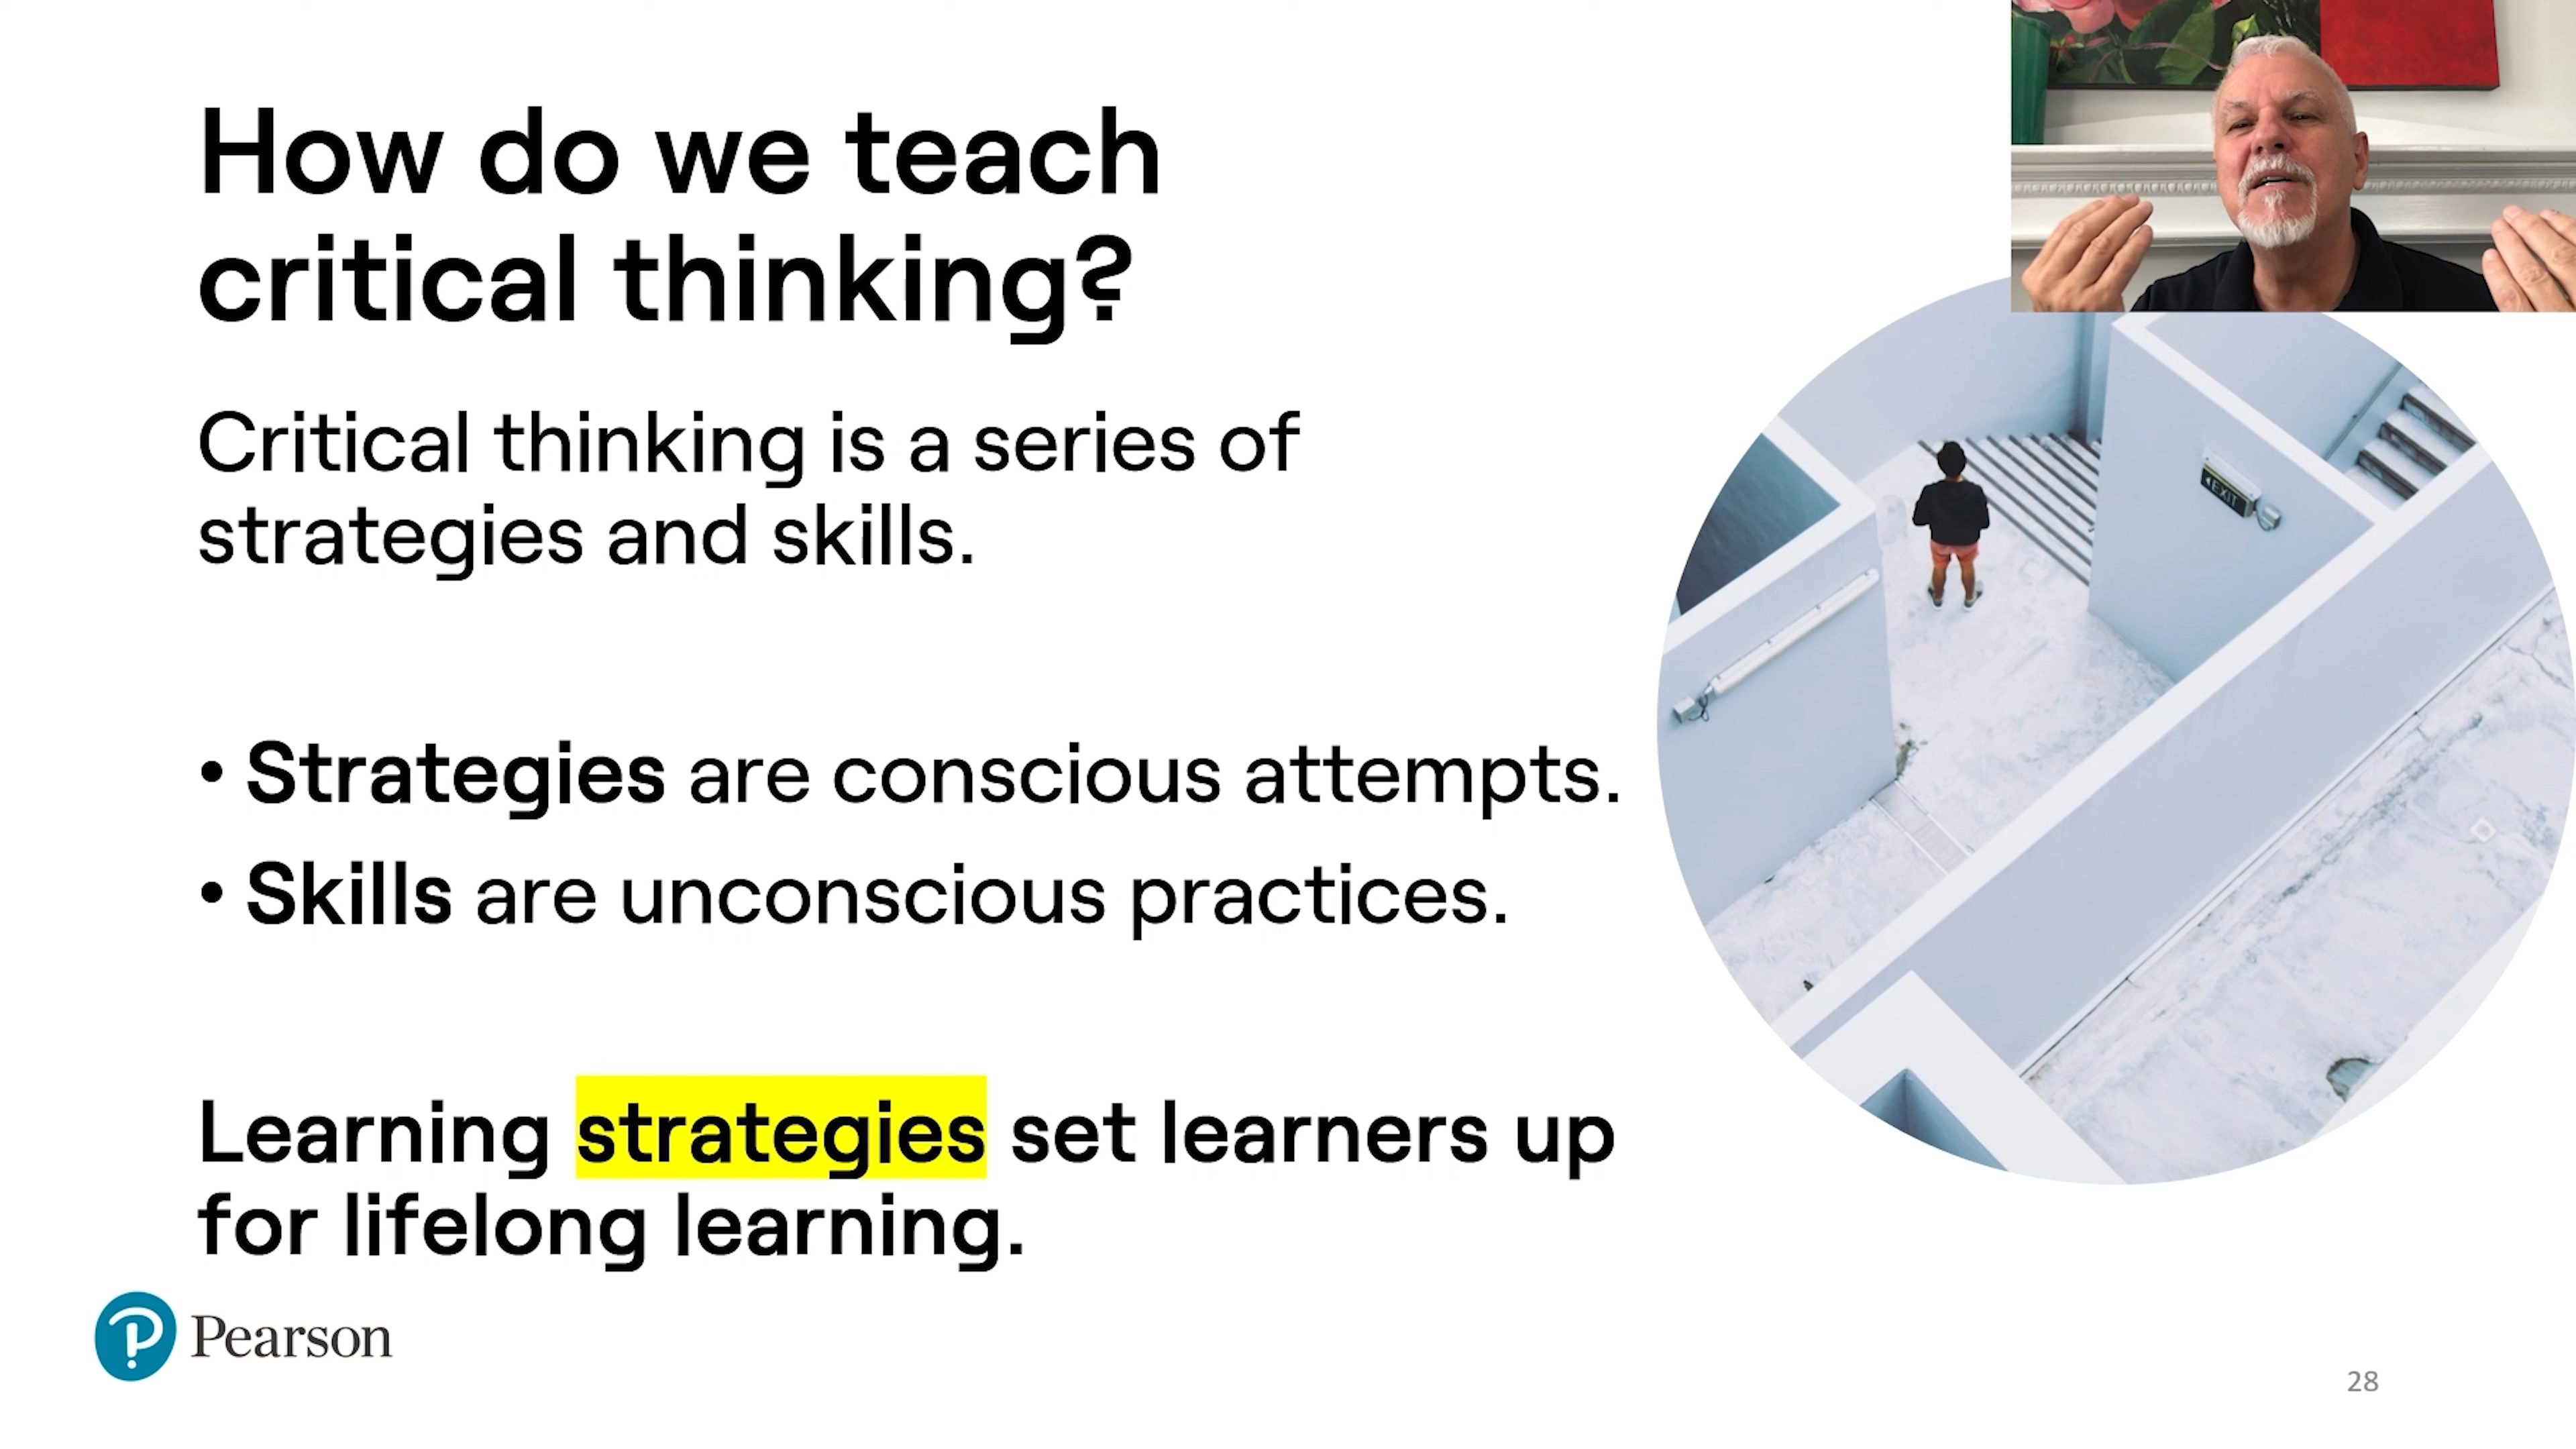 How do we teach
critical thinking?
Critical thinking is a series of
strategies and skills.
• Strategies are conscious attempts.
• Skills are unconscious practices.
Learning strategies set learners up
for lifelong learning.
EXIT
Pearson
28